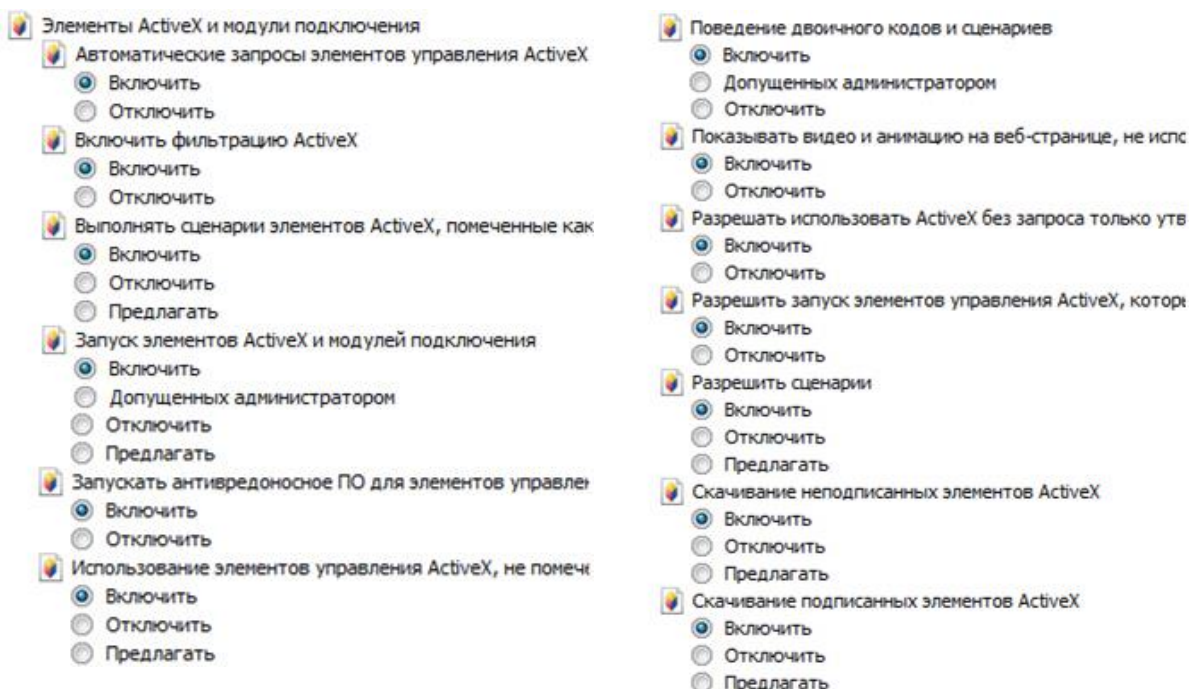 Элементы ActiveX и модули подключения
Автоматические запросы элементов управления ActiveX
Включить
Отключить
Включить фильтрацию ActiveX
Включить
Отключить
Выполнять сценарии элементов ActiveX, помеченные как
Включить
Отключить
Предлагать
Запуск элементов ActiveX и модулей подключения
Включить
Допущенных администратором
Отключить
Предлагать
Запускать антивредоносное ПО для элементов управлен
Включить
Отключить
Использование элементов управления ActiveX, не помече
Включить
Отключить
Предлагать
Поведение двоичного кодов и сценариев
Включить
Допущенных администратором
Отключить
Показывать видео и анимацию на веб-странице, не испо
Включить
Отключить
Разрешать использовать ActiveX без запроса только утв
Включить
Отключить
Разрешить запуск элементов управления ActiveX, которы
Включить
Отключить
Разрешить сценарии
Включить
Отключить
Предлагать
Скачивание неподписанных элементов ActiveX
Включить
Отключить
Предлагать
Скачивание подписанных элементов ActiveX
Включить
Отключить
Предлагать